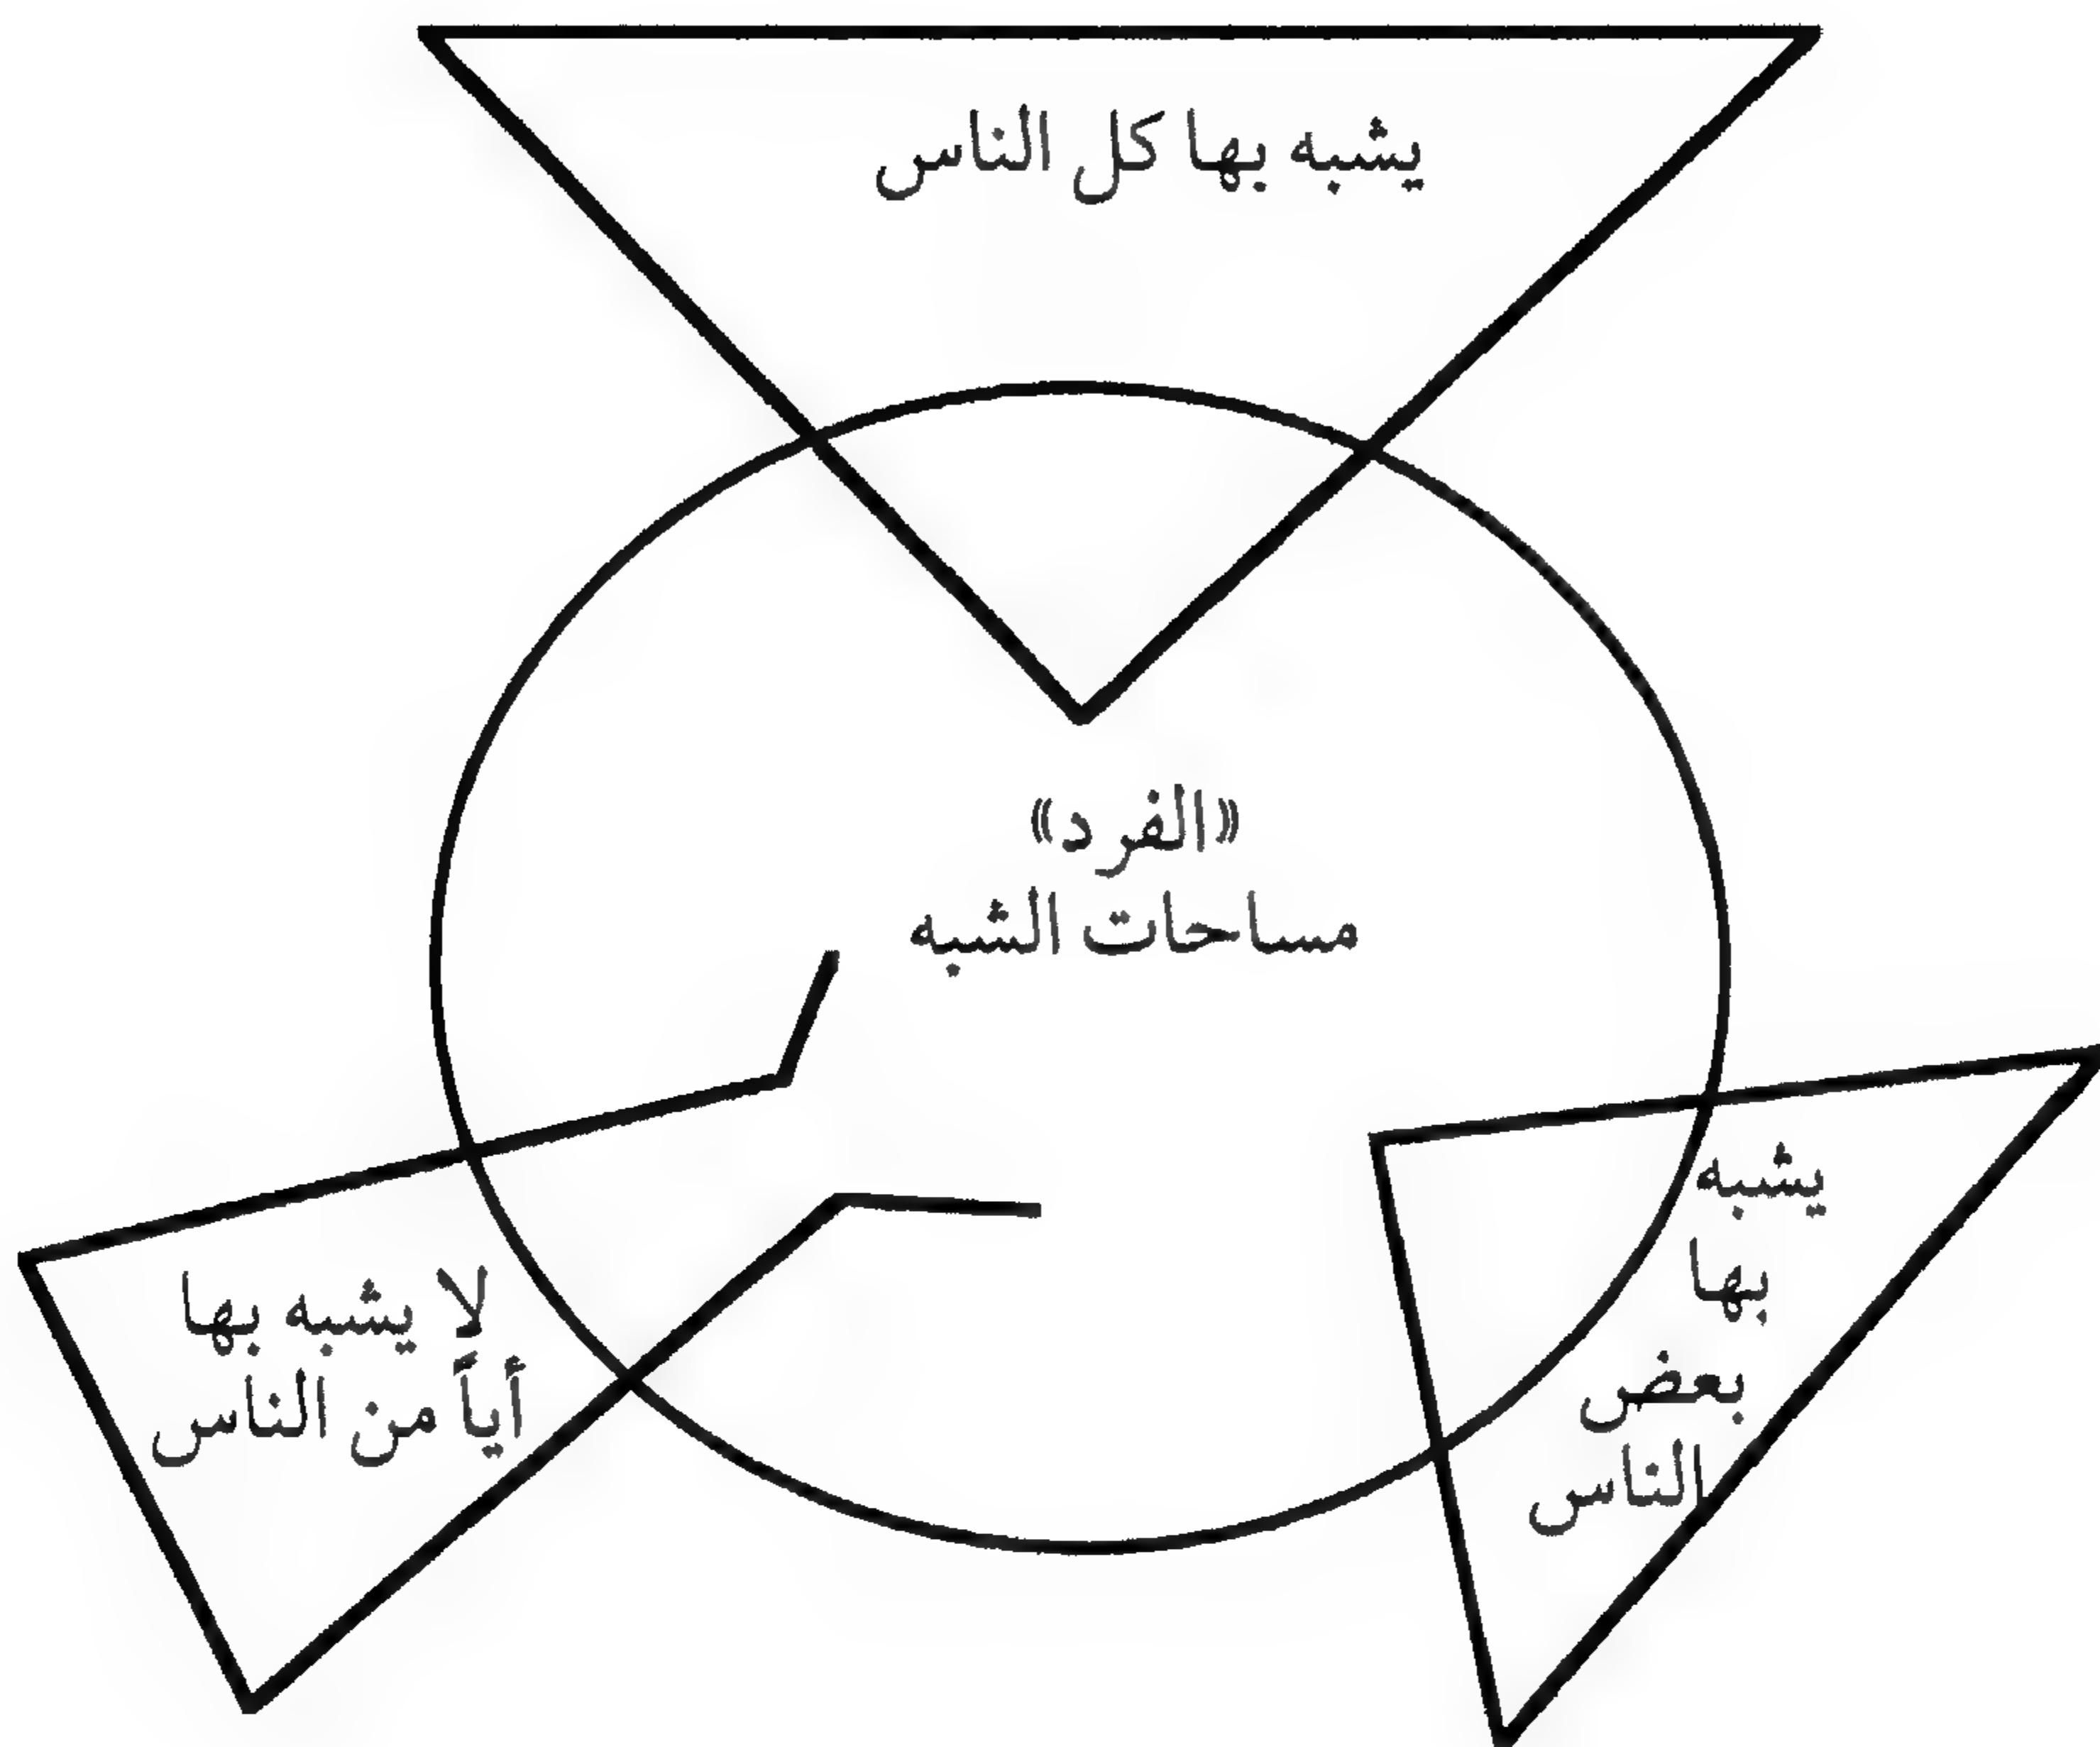 يشبه بها كل الناس
«الفرد»
مساحات الشبه
يشبه
بها
بعض
الناس
لا يشبه بها
أياً من الناس